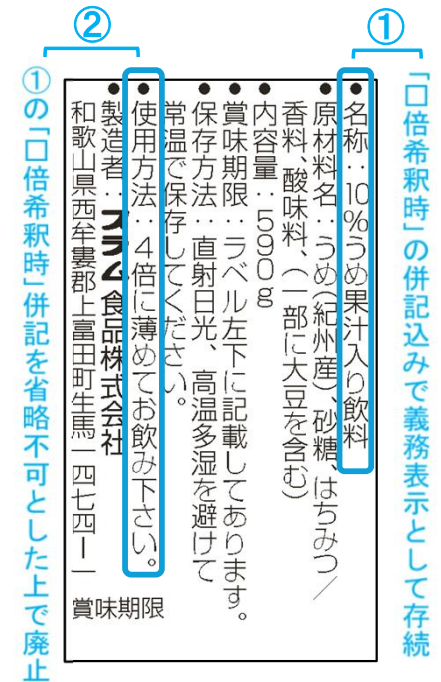 ②
①
「□倍希釈時」の併記込みで義務表示として存続
●名称：10%うめ果汁入り飲料
●原材料名：うめ(紀州産)、砂糖、はちみつ／
香料、酸味料、（一部に大豆を含む）
●内容量：590g
●賞味期限：ラベル左下に記載してあります。
●保存方法：直射日光、高温多湿を避けて
常温で保存してください。
●使用方法：4倍に薄めてお飲み下さい。
●製造者：プラム食品株式会社
和歌山県西牟婁郡上富田町生馬一四七四ー一
賞味期限
①の「□倍希釈時」併記を省略不可とした上で廃止